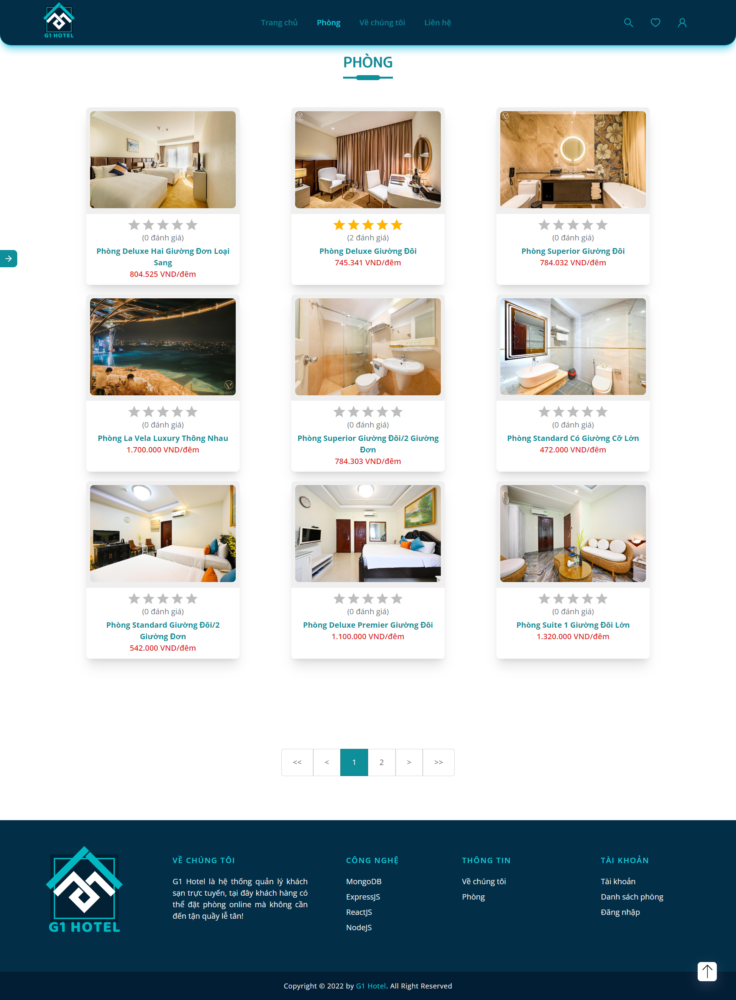 G1 HOTEL
Trang chủ
Phòng
Về chúng tôi
Liên hệ
PHÒNG
(0 đánh giá)
Phòng Deluxe Hai Giường Đơn Loại
Sang
804.525 VND/đêm
(2 đánh giá)
Phòng Deluxe Giường Đôi
745.341 VND/đêm
(0 đánh giá)
Phòng Superior Giường Đôi
784.032 VND/đêm
(0 đánh giá)
Phòng La Vela Luxury Thông Nhau
1.700.000 VND/đêm
(0 đánh giá)
Phòng Superior Giường Đôi/2 Giường
Đơn
784.303 VND/đêm
(0 đánh giá)
Phòng Standard Có Giường Cỡ Lớn
472.000 VND/đêm
(0 đánh giá)
Phòng Standard Giường Đôi/2
Giường Đơn
542.000 VND/đêm
(0 đánh giá)
Phòng Deluxe Premier Giường Đôi
1.100.000 VND/đêm
(0 đánh giá)
Phòng Suite 1 Giường Đôi Lớn
1.320.000 VND/đêm
<< < 1 2 > >>
G1 HOTEL
VỀ CHÚNG TÔI
G1 Hotel là hệ thống quản lý khách
sạn trực tuyến, tại đây khách hàng có
thể đặt phòng online mà không cần
đến tận quầy lễ tân!
CÔNG NGHỆ
MongoDB
ExpressJS
ReactJS
NodeJS
THÔNG TIN
Về chúng tôi
Phòng
TÀI KHOẢN
Tài khoản
Danh sách phòng
Đăng nhập
Copyright © 2022 by G1 Hotel. All Right Reserved